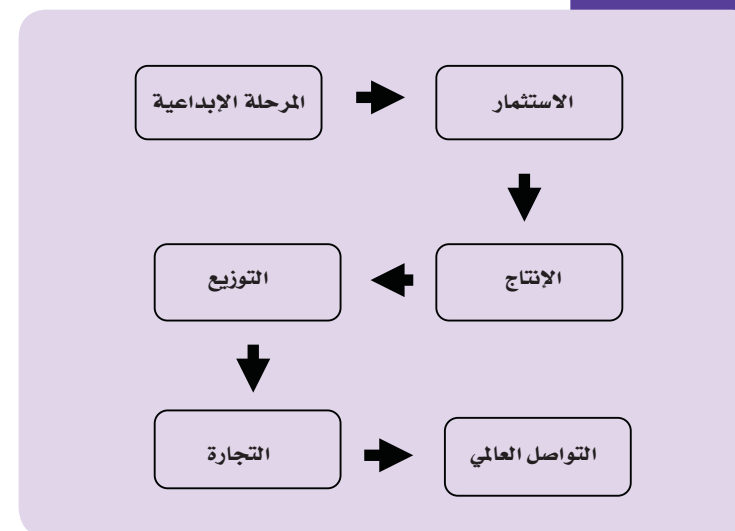 المرحلة الإبداعية
الاستثمار
الإنتاج
التوزيع
التجارة
التواصل العالمي